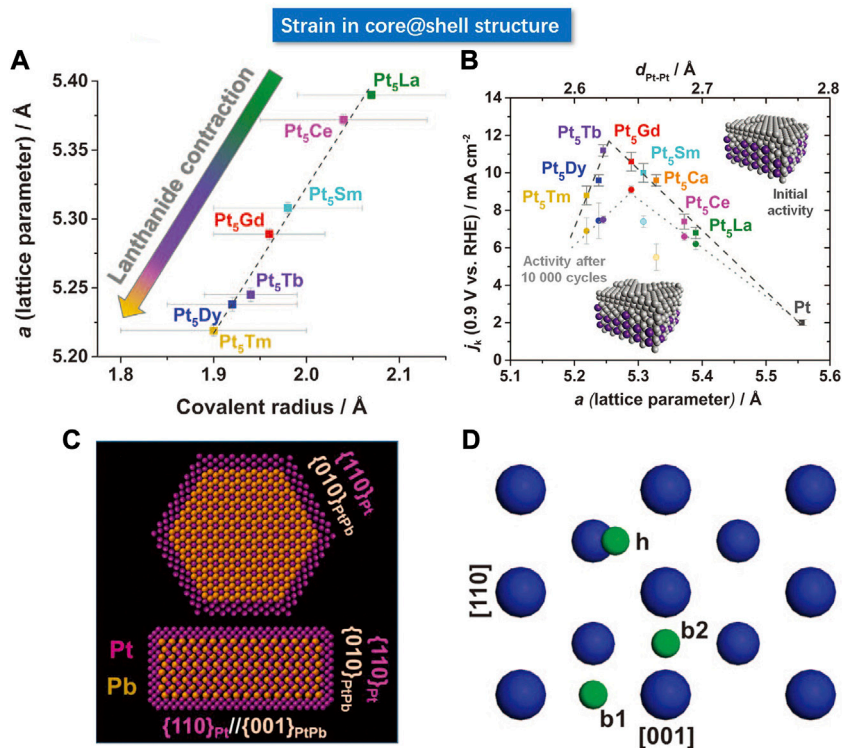 Strain in core@shell structure
A
Lanthanide contraction
Pt₅La
Pt₅Ce
Pt₅Sm
Pt₅Gd
Pt₅Tb
Pt₅Dy
Pt₅Tm
a (lattice parameter) / Å
5.40
5.35
5.30
5.25
5.20
1.8 1.9 2.0 2.1
Covalent radius / Å
B
d Pt-Pt / Å
2.6 2.7 2.8
jₖ (0.9 V vs. RHE) / mA cm⁻²
14
12
10
8
6
4
2
0
Pt₅Tb
Pt₅Gd
Pt₅Dy
Pt₅Sm
Pt₅Tm
Pt₅Ca
Pt₅Ce
Pt₅La
Pt
Initial
activity
Activity after
10 000 cycles
5.1 5.2 5.3 5.4 5.5 5.6
a (lattice parameter) / Å
C
{110}Pt
{010}PtPb
Pt
Pb
{110}Pt
{010}PtPb
{110}Pt//{001}PtPb
D
h
[110]
b2
b1
[001]